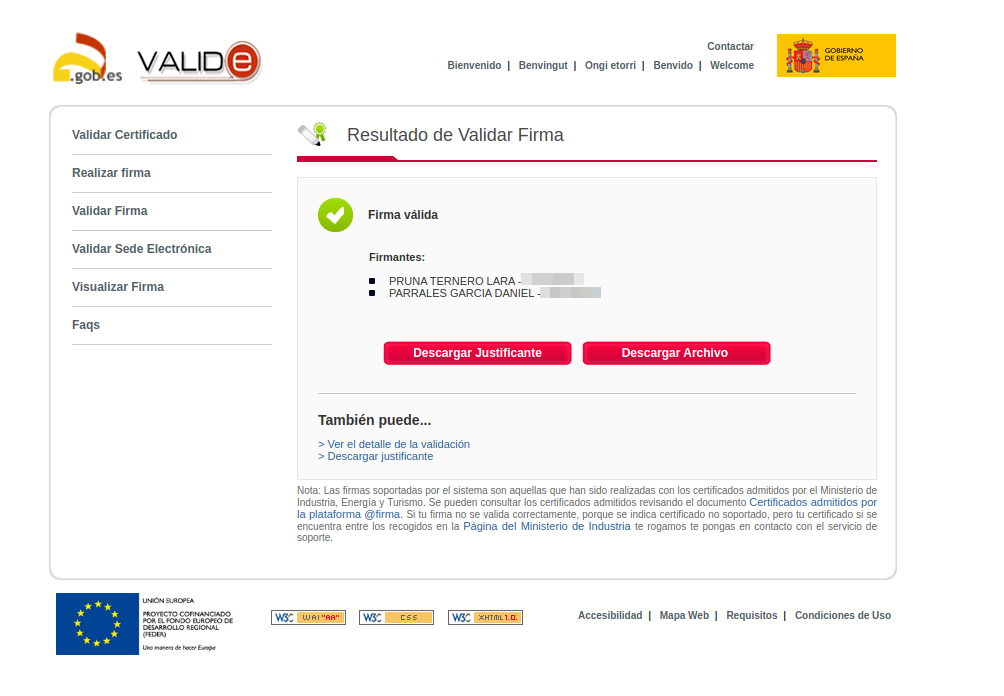 .gob.es
VALIDe
Contactar
Bienvenido | Benvingut | Ongi etorri | Benvido | Welcome
GOBIERNO
DE ESPAÑA
Validar Certificado
Realizar firma
Validar Firma
Validar Sede Electrónica
Visualizar Firma
Faqs
Resultado de Validar Firma
Firma válida
Firmantes:
PRUNA TERNERO LARA -
PARRALES GARCIA DANIEL -
Descargar Justificante
Descargar Archivo
También puede...
> Ver el detalle de la validación
> Descargar justificante
Nota: Las firmas soportadas por el sistema son aquellas que han sido realizadas con los certificados admitidos por el Ministerio de
Industria, Energía y Turismo. Se pueden consultar los certificados admitidos revisando el documento Certificados admitidos por
la plataforma @firma. Si tu firma no se valida correctamente, porque se indica certificado no soportado, pero tu certificado si se
encuentra entre los recogidos en la Página del Ministerio de Industria te rogamos te pongas en contacto con el servicio de
soporte.
UNIÓN EUROPEA
PROYECTO COFINANCIADO
POR EL FONDO EUROPEO DE
DESARROLLO REGIONAL
(FEDER)
Una manera de hacer Europa
W3C WAI "AA"
W3C CSS
W3C XHTML 1.0.
Accesibilidad | Mapa Web | Requisitos | Condiciones de Uso